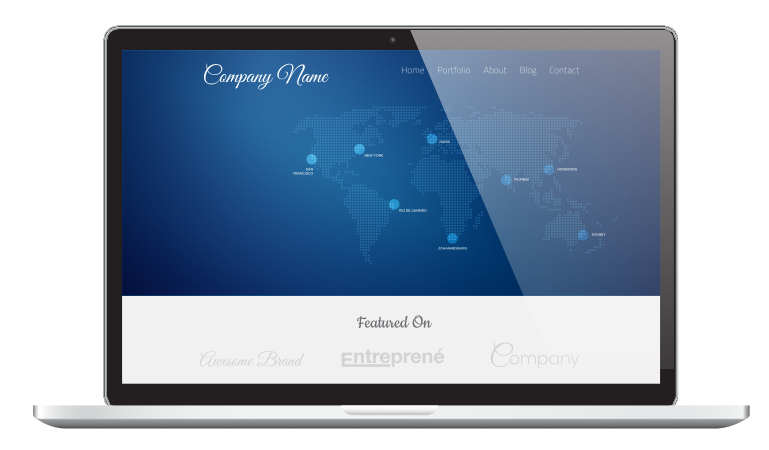 Company Name
Home Portfolio About Blog Contact
PARIS
NEW YORK
SAN
FRANCISCO
HONGKONG
MUMBAI
RIO DE JANEIRO
SYDNEY
JOHANNESBURG
Featured On
Awesome Brand
Entreprené
Company